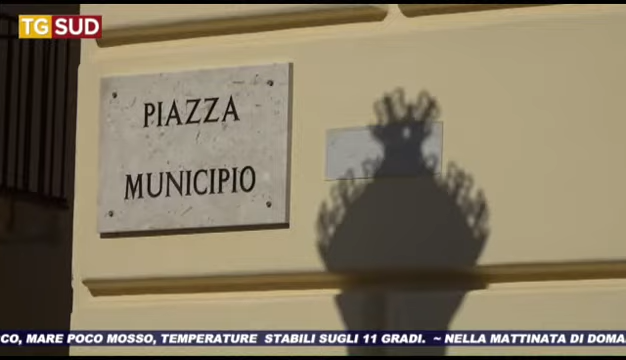 TG SUD
PIAZZA
MUNICIPIO
CO, MARE POCO MOSSO, TEMPERATURE STABILI SUGLI 11 GRADI. ~ NELLA MATTINATA DI DOMA